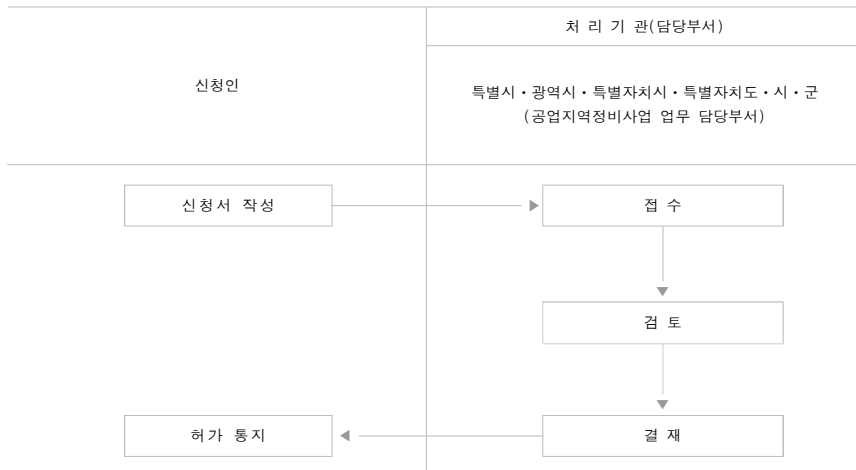 처 리 기 관(담당부서)
신청인
특별시・광역시・특별자치시・특별자치도・시・군
(공업지역정비사업 업무 담당부서)
신청서 작성
접 수
검 토
허가 통지
결 재